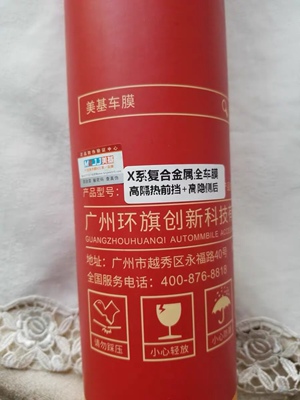 美基车膜
X系:复合金属:全车膜
高隔热前挡+高隐侧后
产品型号:
广州环旗创新科技
GUANGZHOUHUANQI AUTOMMBILE
地址:广州市越秀区永福路40号
全国服务电话:400-876-8818
请勿踩压
小心轻放